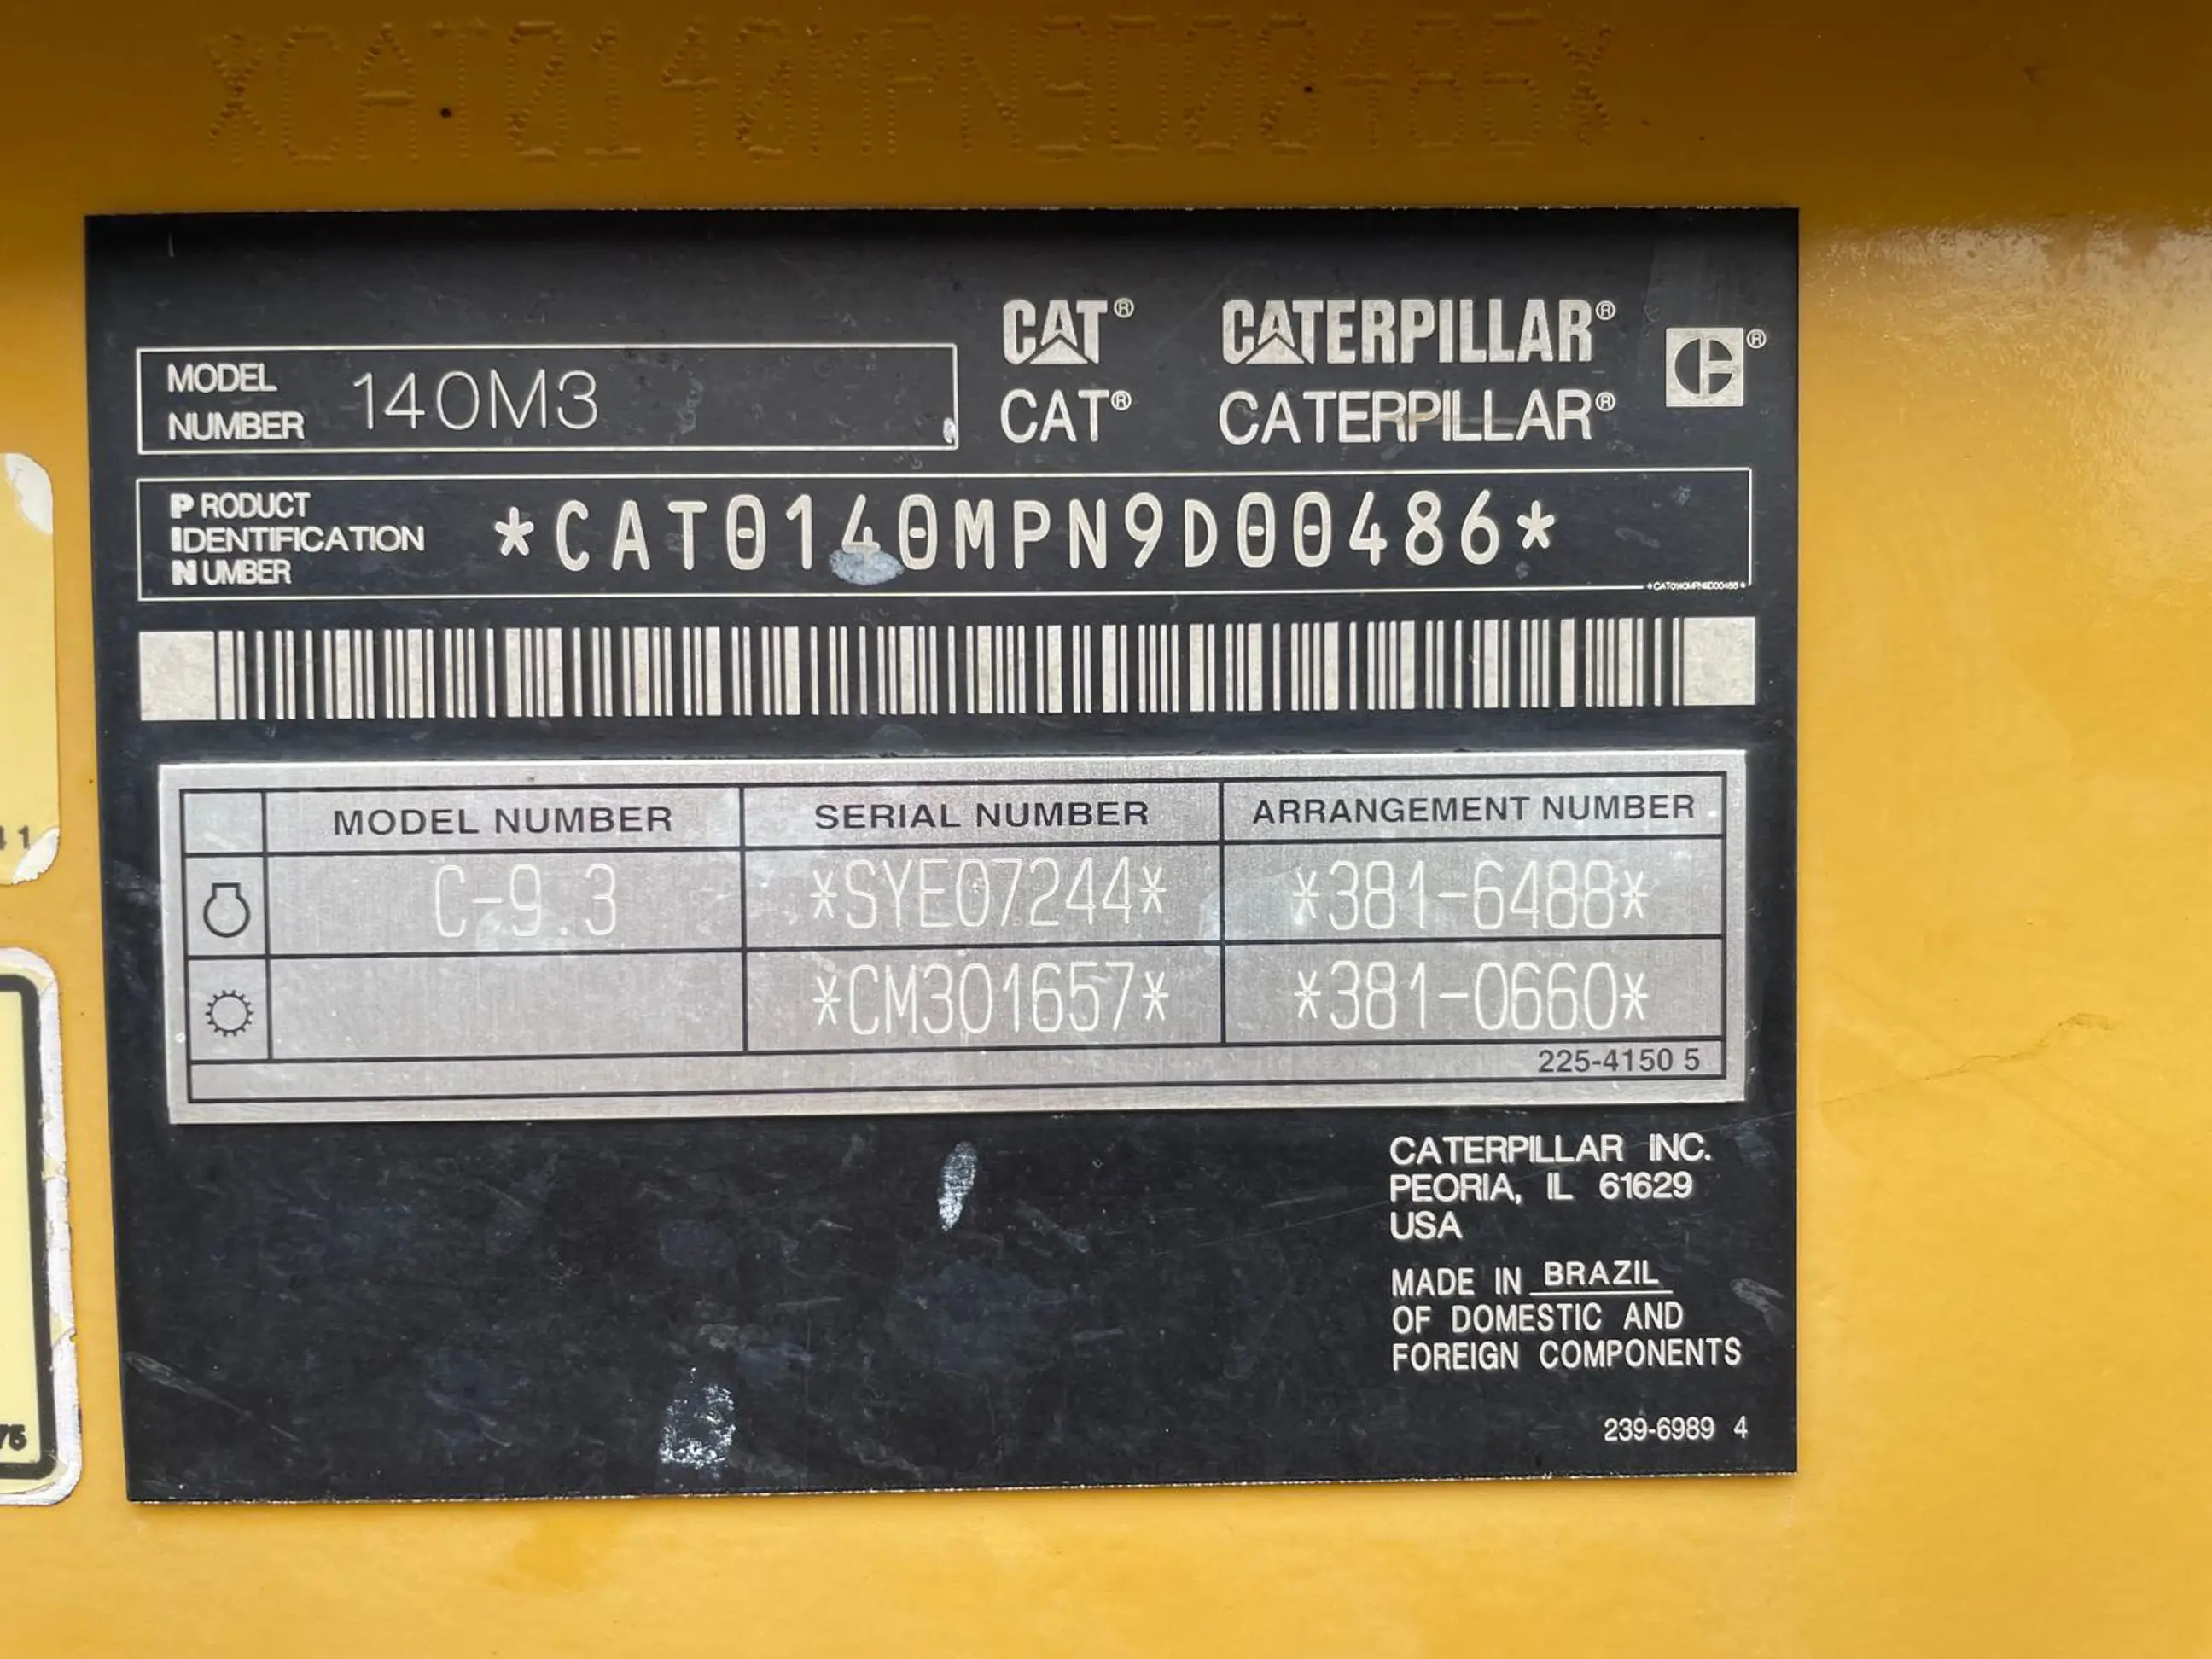 *CAT0140MPN9D00486*
CAT® CATERPILLAR® ®
MODEL NUMBER 140M3
CAT® CATERPILLAR®
PRODUCT
IDENTIFICATION
NUMBER
*CAT0140MPN9D00486*
*CAT0140MPN9D00486*
MODEL NUMBER SERIAL NUMBER ARRANGEMENT NUMBER
C-9.3 *SYE07244* *381-6488*
*CM301657* *381-0660*
225-4150 5
CATERPILLAR INC.
PEORIA, IL 61629
USA
MADE IN BRAZIL
OF DOMESTIC AND
FOREIGN COMPONENTS
239-6989 4